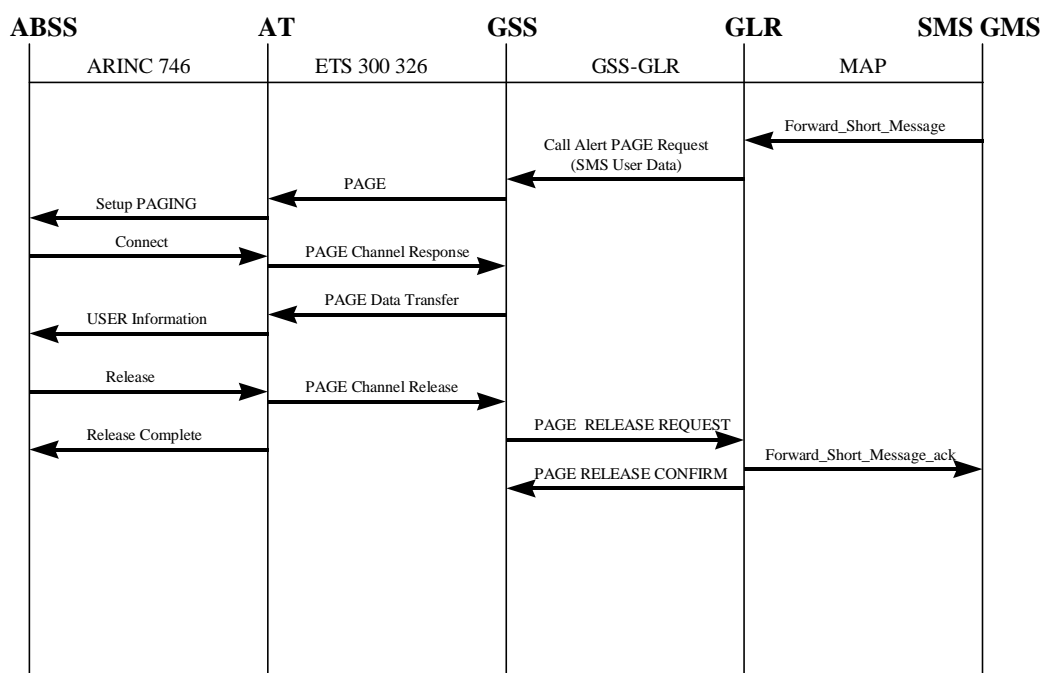 ABSS AT GSS GLR SMS GMS
ARINC 746 ETS 300 326 GSS-GLR MAP
Forward_Short_Message
Call Alert PAGE Request
(SMS User Data)
PAGE
Setup PAGING
Connect
PAGE Channel Response
PAGE Data Transfer
USER Information
Release
PAGE Channel Release
PAGE RELEASE REQUEST
Release Complete
Forward_Short_Message_ack
PAGE RELEASE CONFIRM